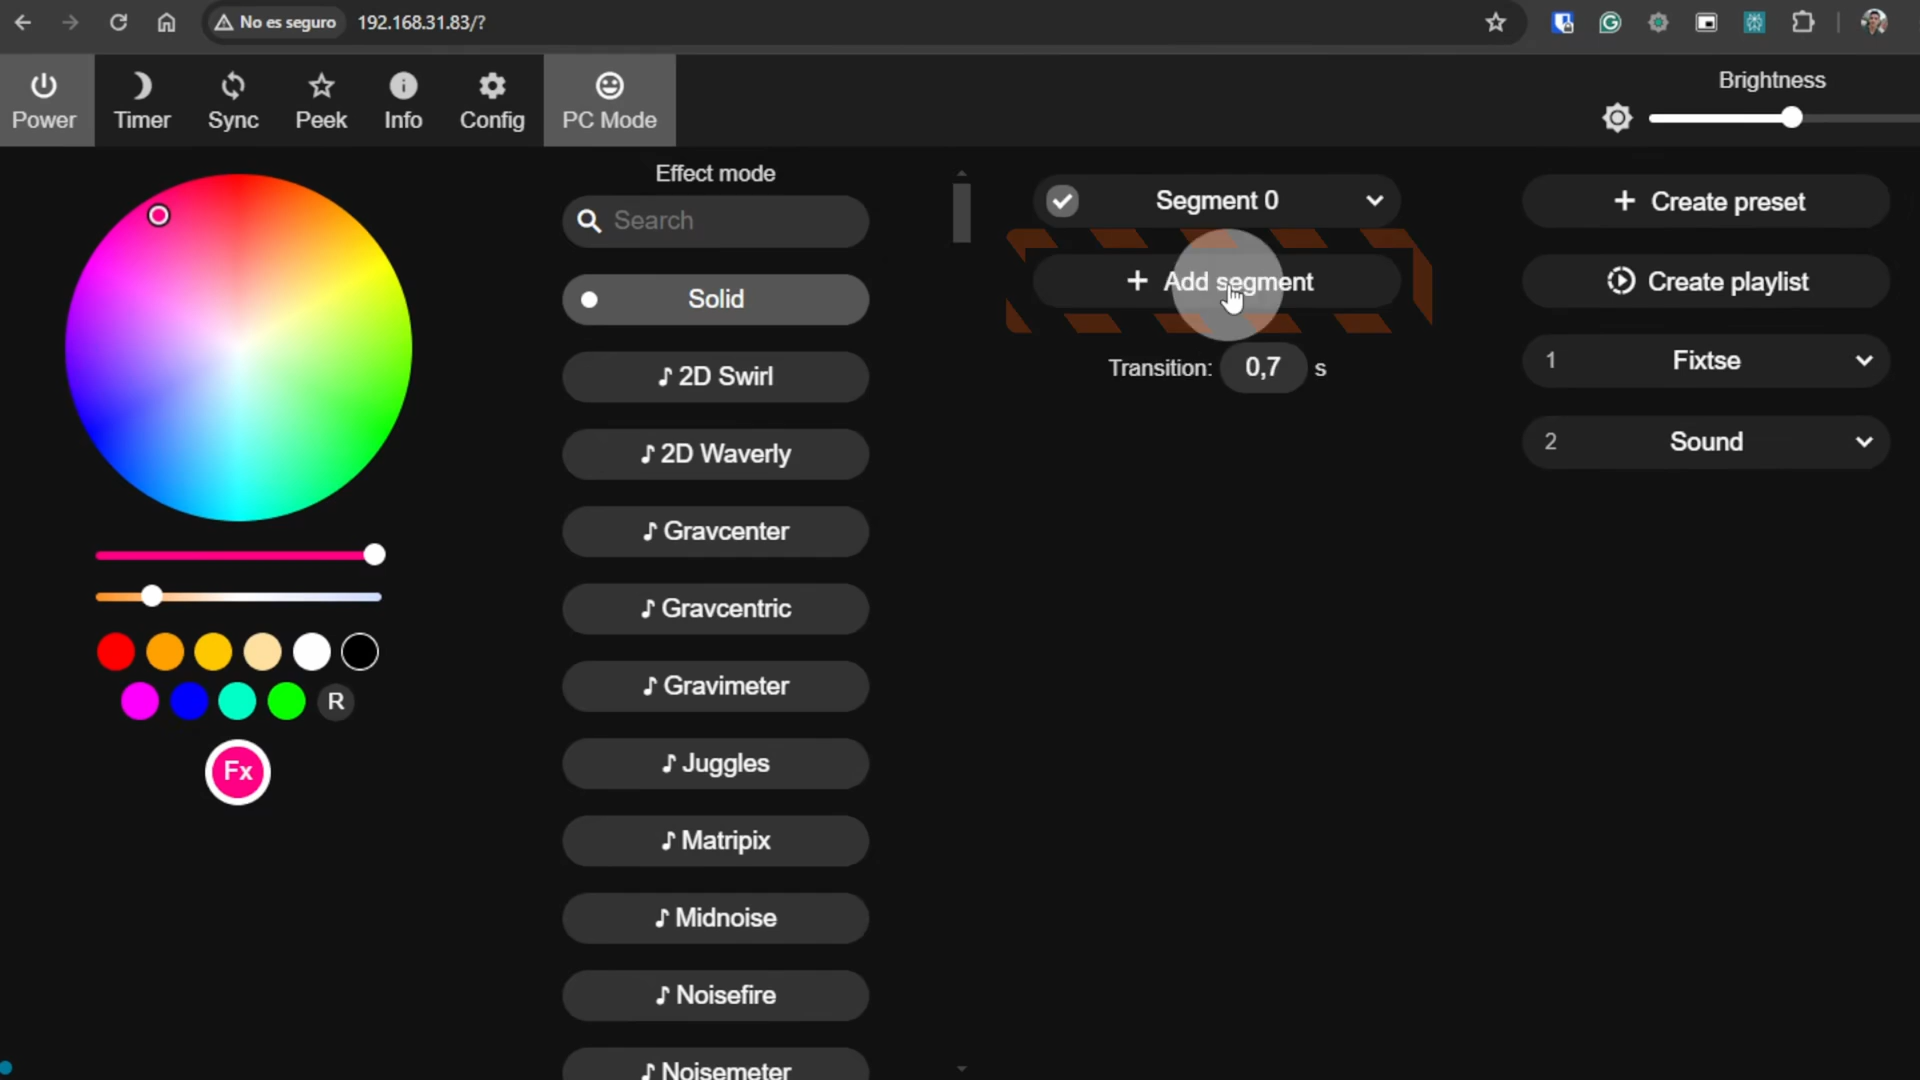 No es seguro 192.168.31.83/?
Power Timer Sync Peek Info Config PC Mode
Brightness
R
Fx
Effect mode
Search
Solid
♪ 2D Swirl
♪ 2D Waverly
♪ Gravcenter
♪ Gravcentric
♪ Gravimeter
♪ Juggles
♪ Matripix
♪ Midnoise
♪ Noisefire
♪ Noisemeter
Segment 0
+ Add segment
Transition: 0,7 s
+ Create preset
Create playlist
1 Fixtse
2 Sound